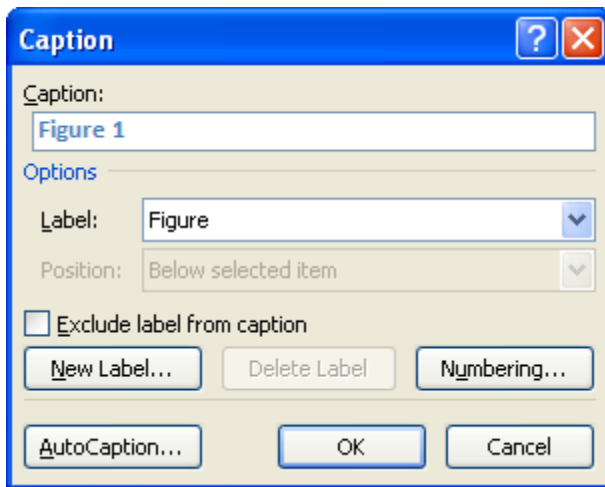 Caption
Caption:
Figure 1
Options
Label: Figure
Position: Below selected item
Exclude label from caption
New Label... Delete Label Numbering...
AutoCaption... OK Cancel